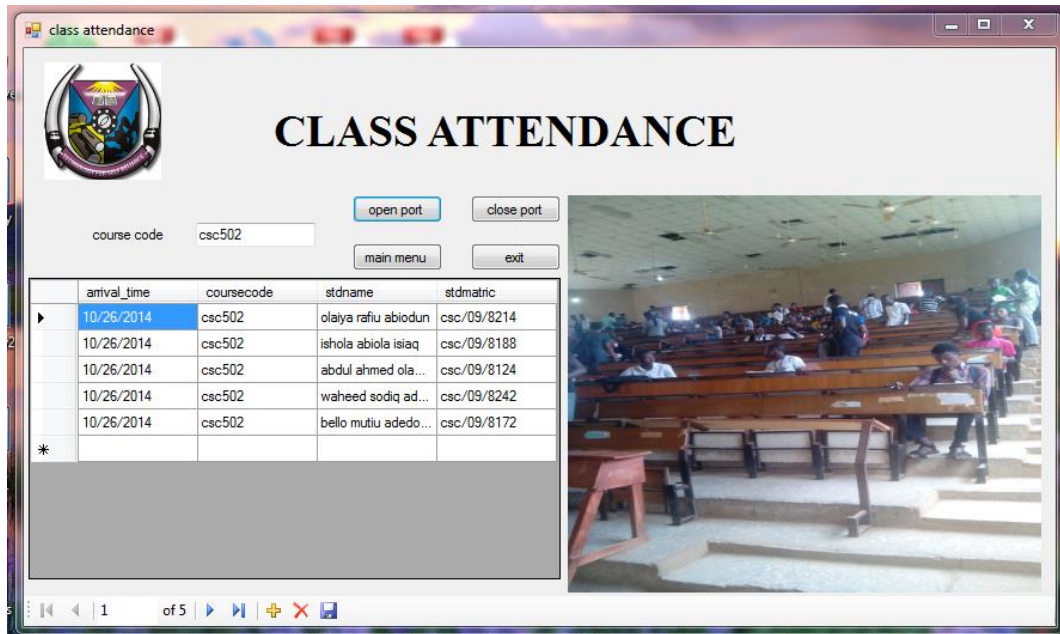 class attendance
CLASS ATTENDANCE
open port close port
course code csc502
main menu exit
arrival_time coursecode stdname stdmatric
10/26/2014 csc502 olaiya rafiu abiodun csc/09/8214
10/26/2014 csc502 ishola abiola isiaq csc/09/8188
10/26/2014 csc502 abdul ahmed ola... csc/09/8124
10/26/2014 csc502 waheed sodiq ad... csc/09/8242
10/26/2014 csc502 bello mutiu adedo... csc/09/8172
1 of 5